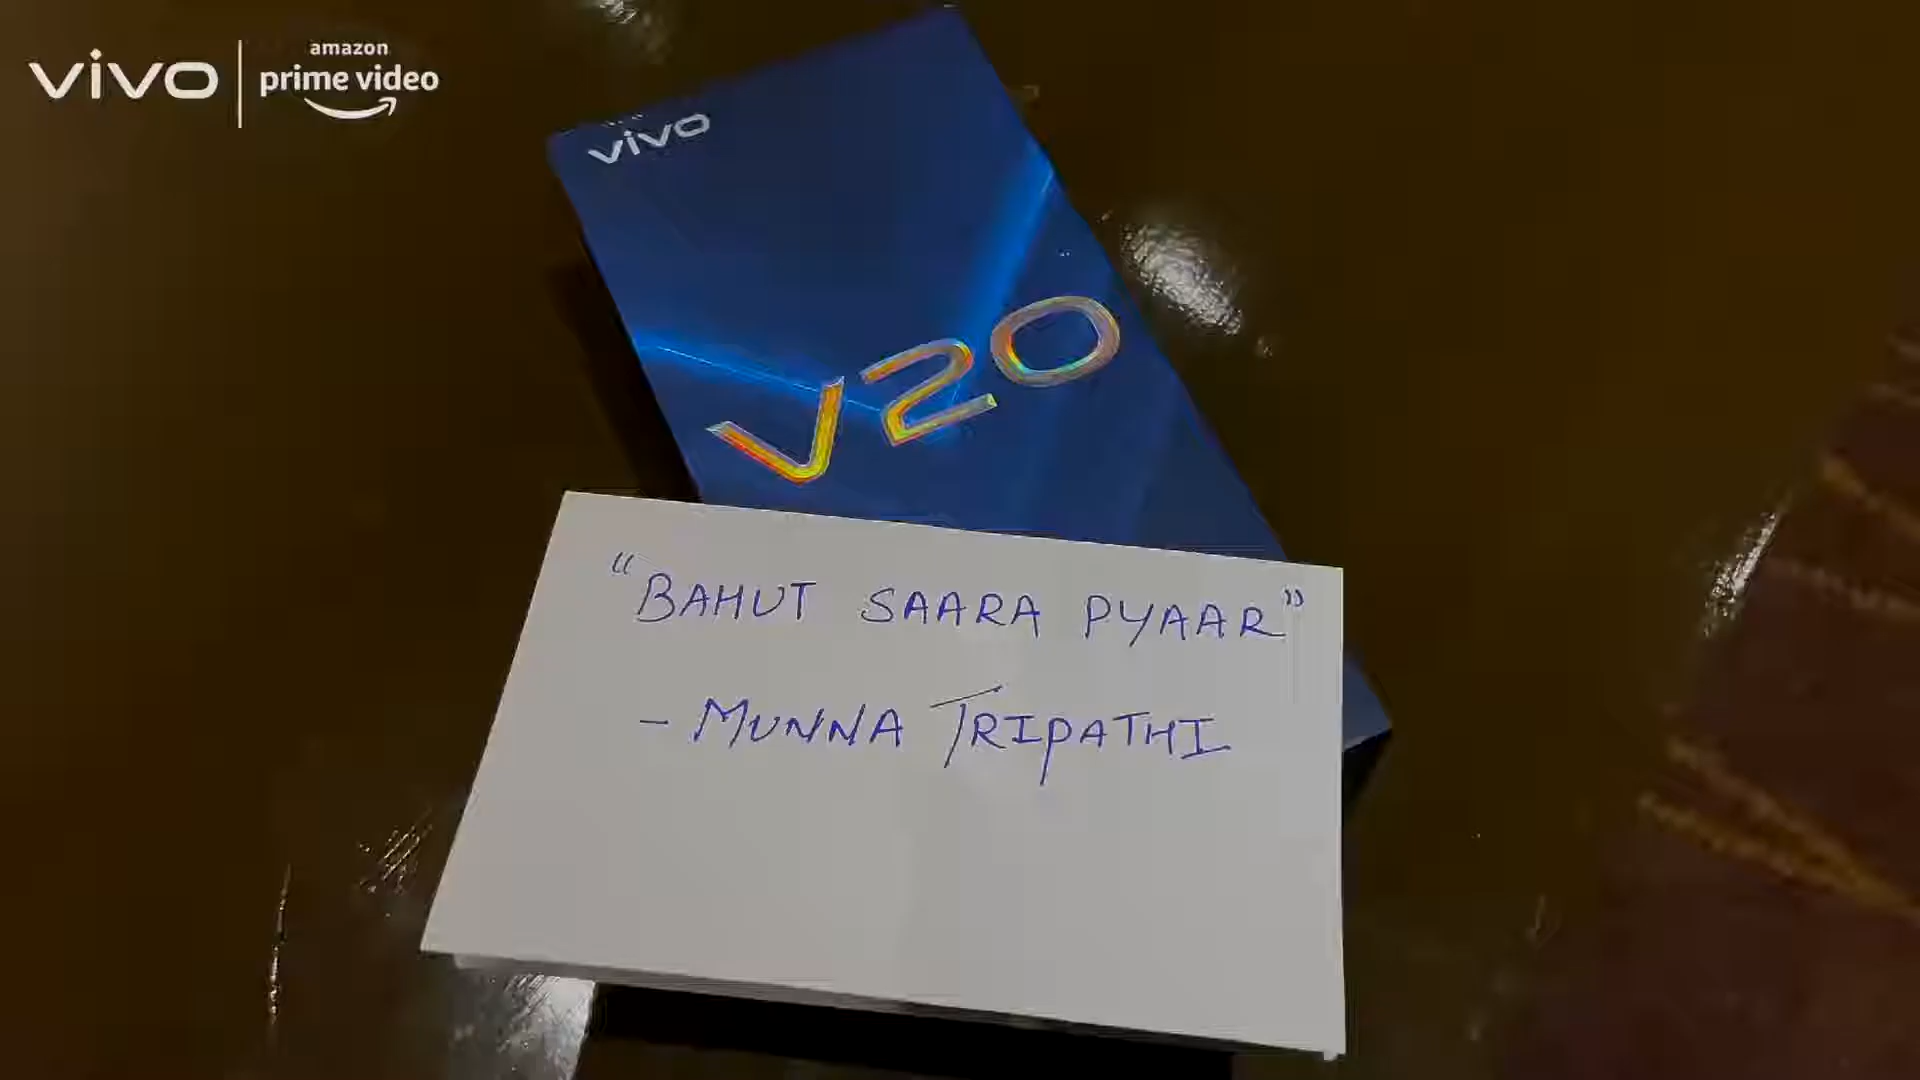 vivo
amazon
prime video
vivo
V20
“BAHUT SAARA PYAAR”
- MUNNA TRIPATHI